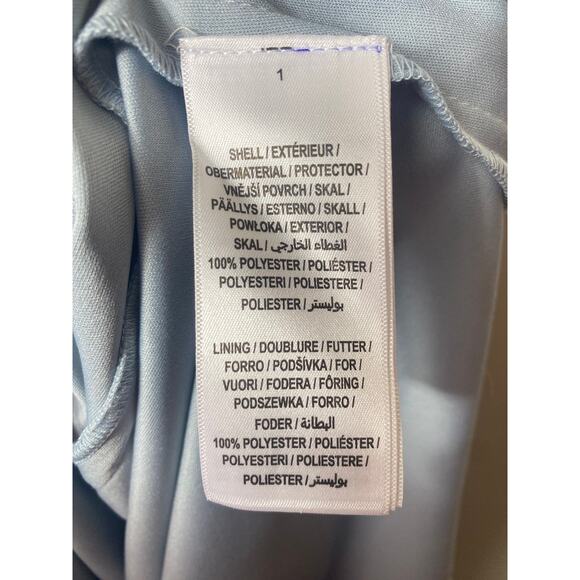 1
SHELL / EXTÉRIEUR /
OBERMATERIAL / PROTECTOR /
VNĚJŠÍ POVRCH / SKAL /
PÄÄLLYS / ESTERNO / SKALL /
POWŁOKA / EXTERIOR /
SKAL / الغطاء الخارجي /
100% POLYESTER / POLIÉSTER /
POLYESTERI / POLIESTERE /
POLIESTER / بوليستر
LINING / DOUBLURE / FUTTER /
FORRO / PODŠÍVKA / FOR /
VUORI / FODERA / FÔRING /
PODSZEWKA / FORRO /
FODER / البطانة /
100% POLYESTER / POLIÉSTER /
POLYESTERI / POLIESTERE /
POLIESTER / بوليستر